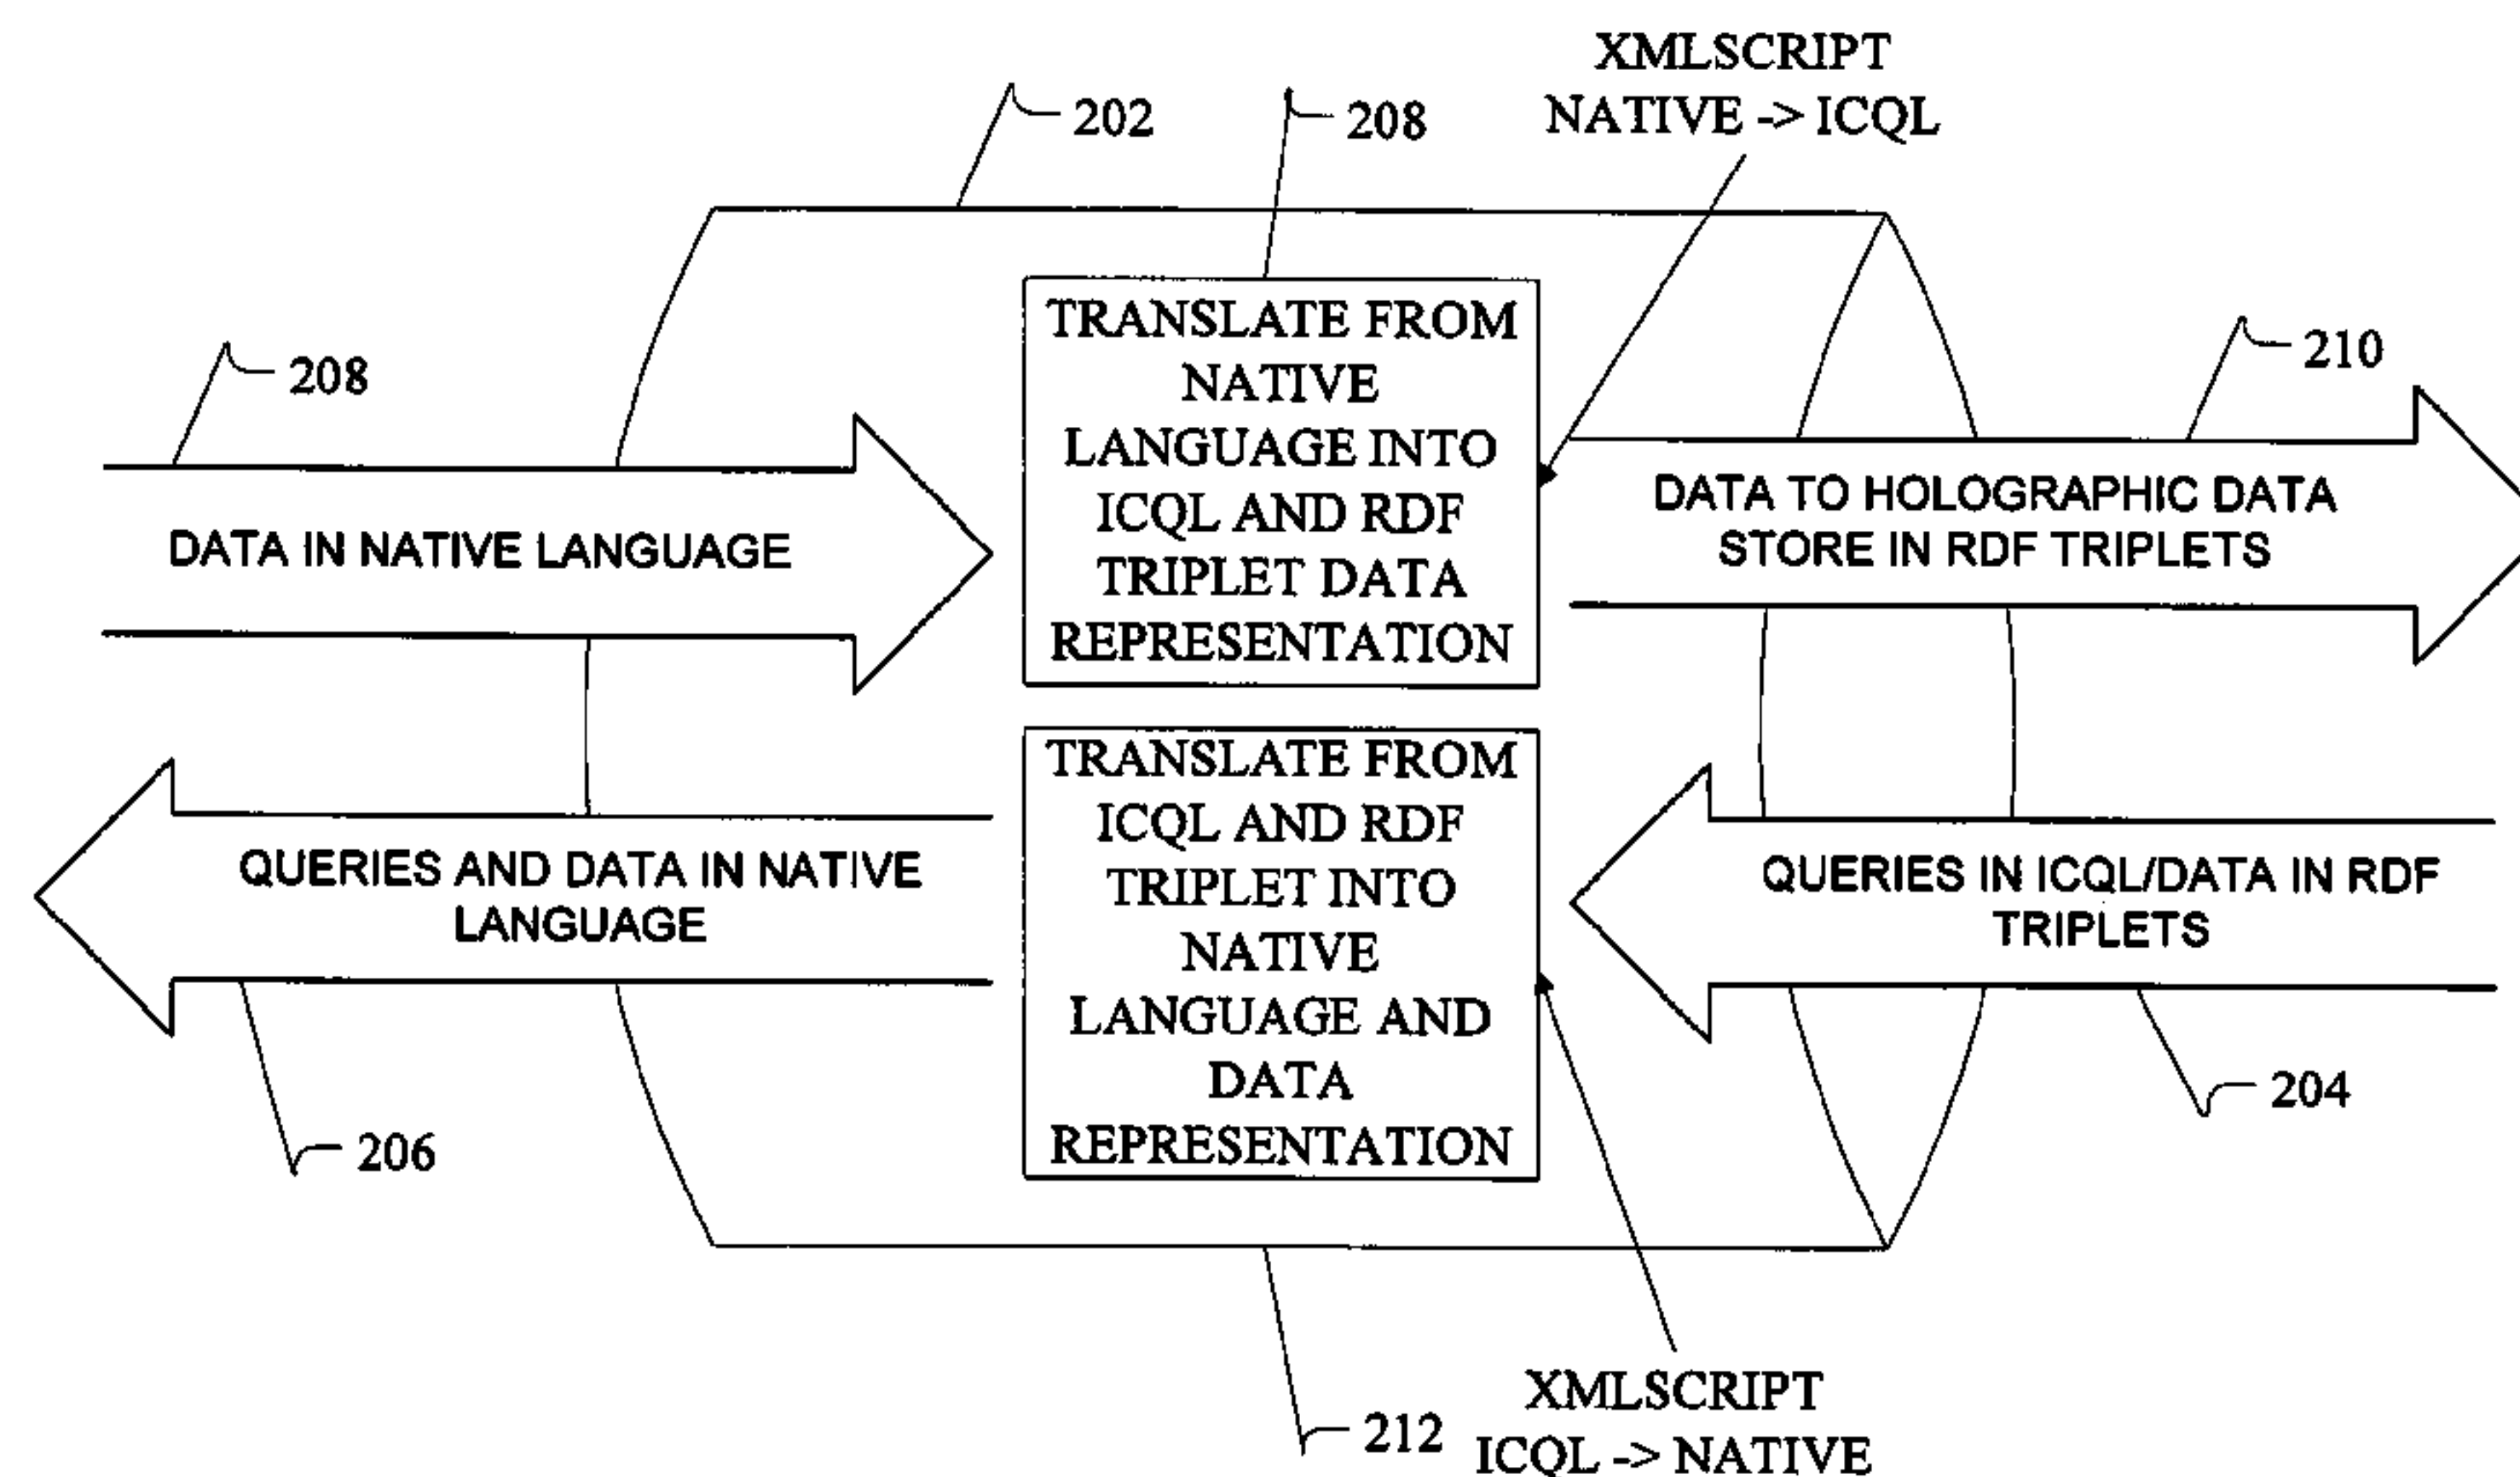 XMLSCRIPT
NATIVE -> ICQL
202
208
208
210
TRANSLATE FROM
NATIVE
LANGUAGE INTO
ICQL AND RDF
TRIPLET DATA
REPRESENTATION
DATA IN NATIVE LANGUAGE
DATA TO HOLOGRAPHIC DATA
STORE IN RDF TRIPLETS
TRANSLATE FROM
ICQL AND RDF
TRIPLET INTO
NATIVE
LANGUAGE AND
DATA
REPRESENTATION
QUERIES AND DATA IN NATIVE
LANGUAGE
QUERIES IN ICQL/DATA IN RDF
TRIPLETS
206
204
212
XMLSCRIPT
ICQL -> NATIVE